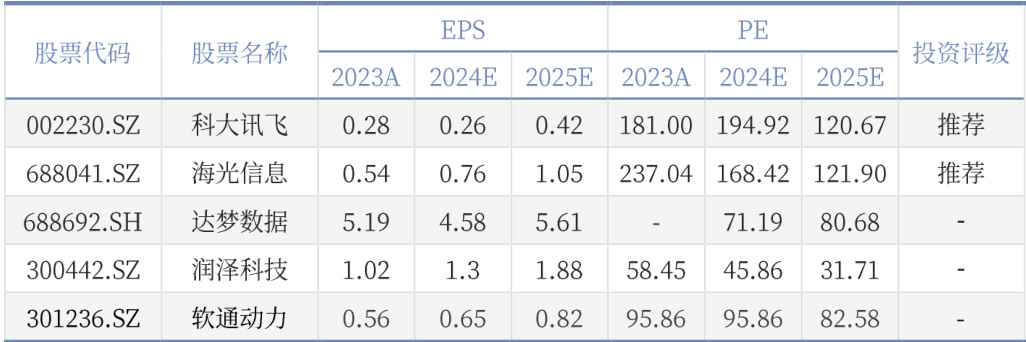 股票代码 股票名称 EPS PE 投资评级
2023A 2024E 2025E 2023A 2024E 2025E
002230.SZ 科大讯飞 0.28 0.26 0.42 181.00 194.92 120.67 推荐
688041.SZ 海光信息 0.54 0.76 1.05 237.04 168.42 121.90 推荐
688692.SH 达梦数据 5.19 4.58 5.61 - 71.19 80.68 -
300442.SZ 润泽科技 1.02 1.3 1.88 58.45 45.86 31.71 -
301236.SZ 软通动力 0.56 0.65 0.82 95.86 95.86 82.58 -